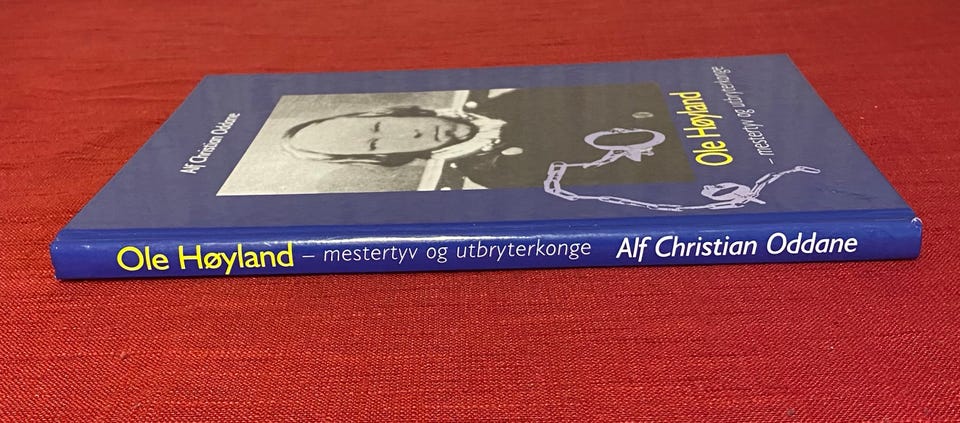 Alf Christian Oddane
Ole Høyland
– mestertyv og utbryterkonge
Ole Høyland – mestertyv og utbryterkonge Alf Christian Oddane